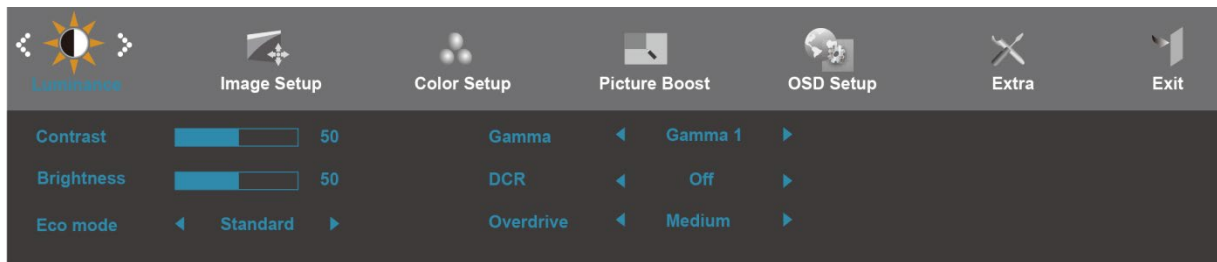 Luminance Image Setup Color Setup Picture Boost OSD Setup Extra Exit
Contrast 50 Gamma Gamma 1
Brightness 50 DCR Off
Eco mode Standard Overdrive Medium